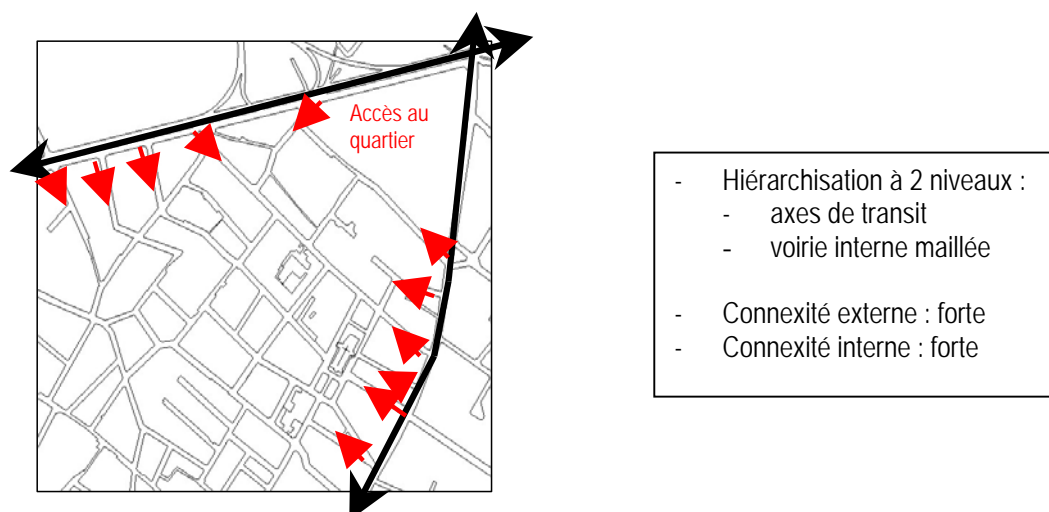 Accès au
quartier
- Hiérarchisation à 2 niveaux :
- axes de transit
- voirie interne maillée
- Connexité externe : forte
- Connexité interne : forte